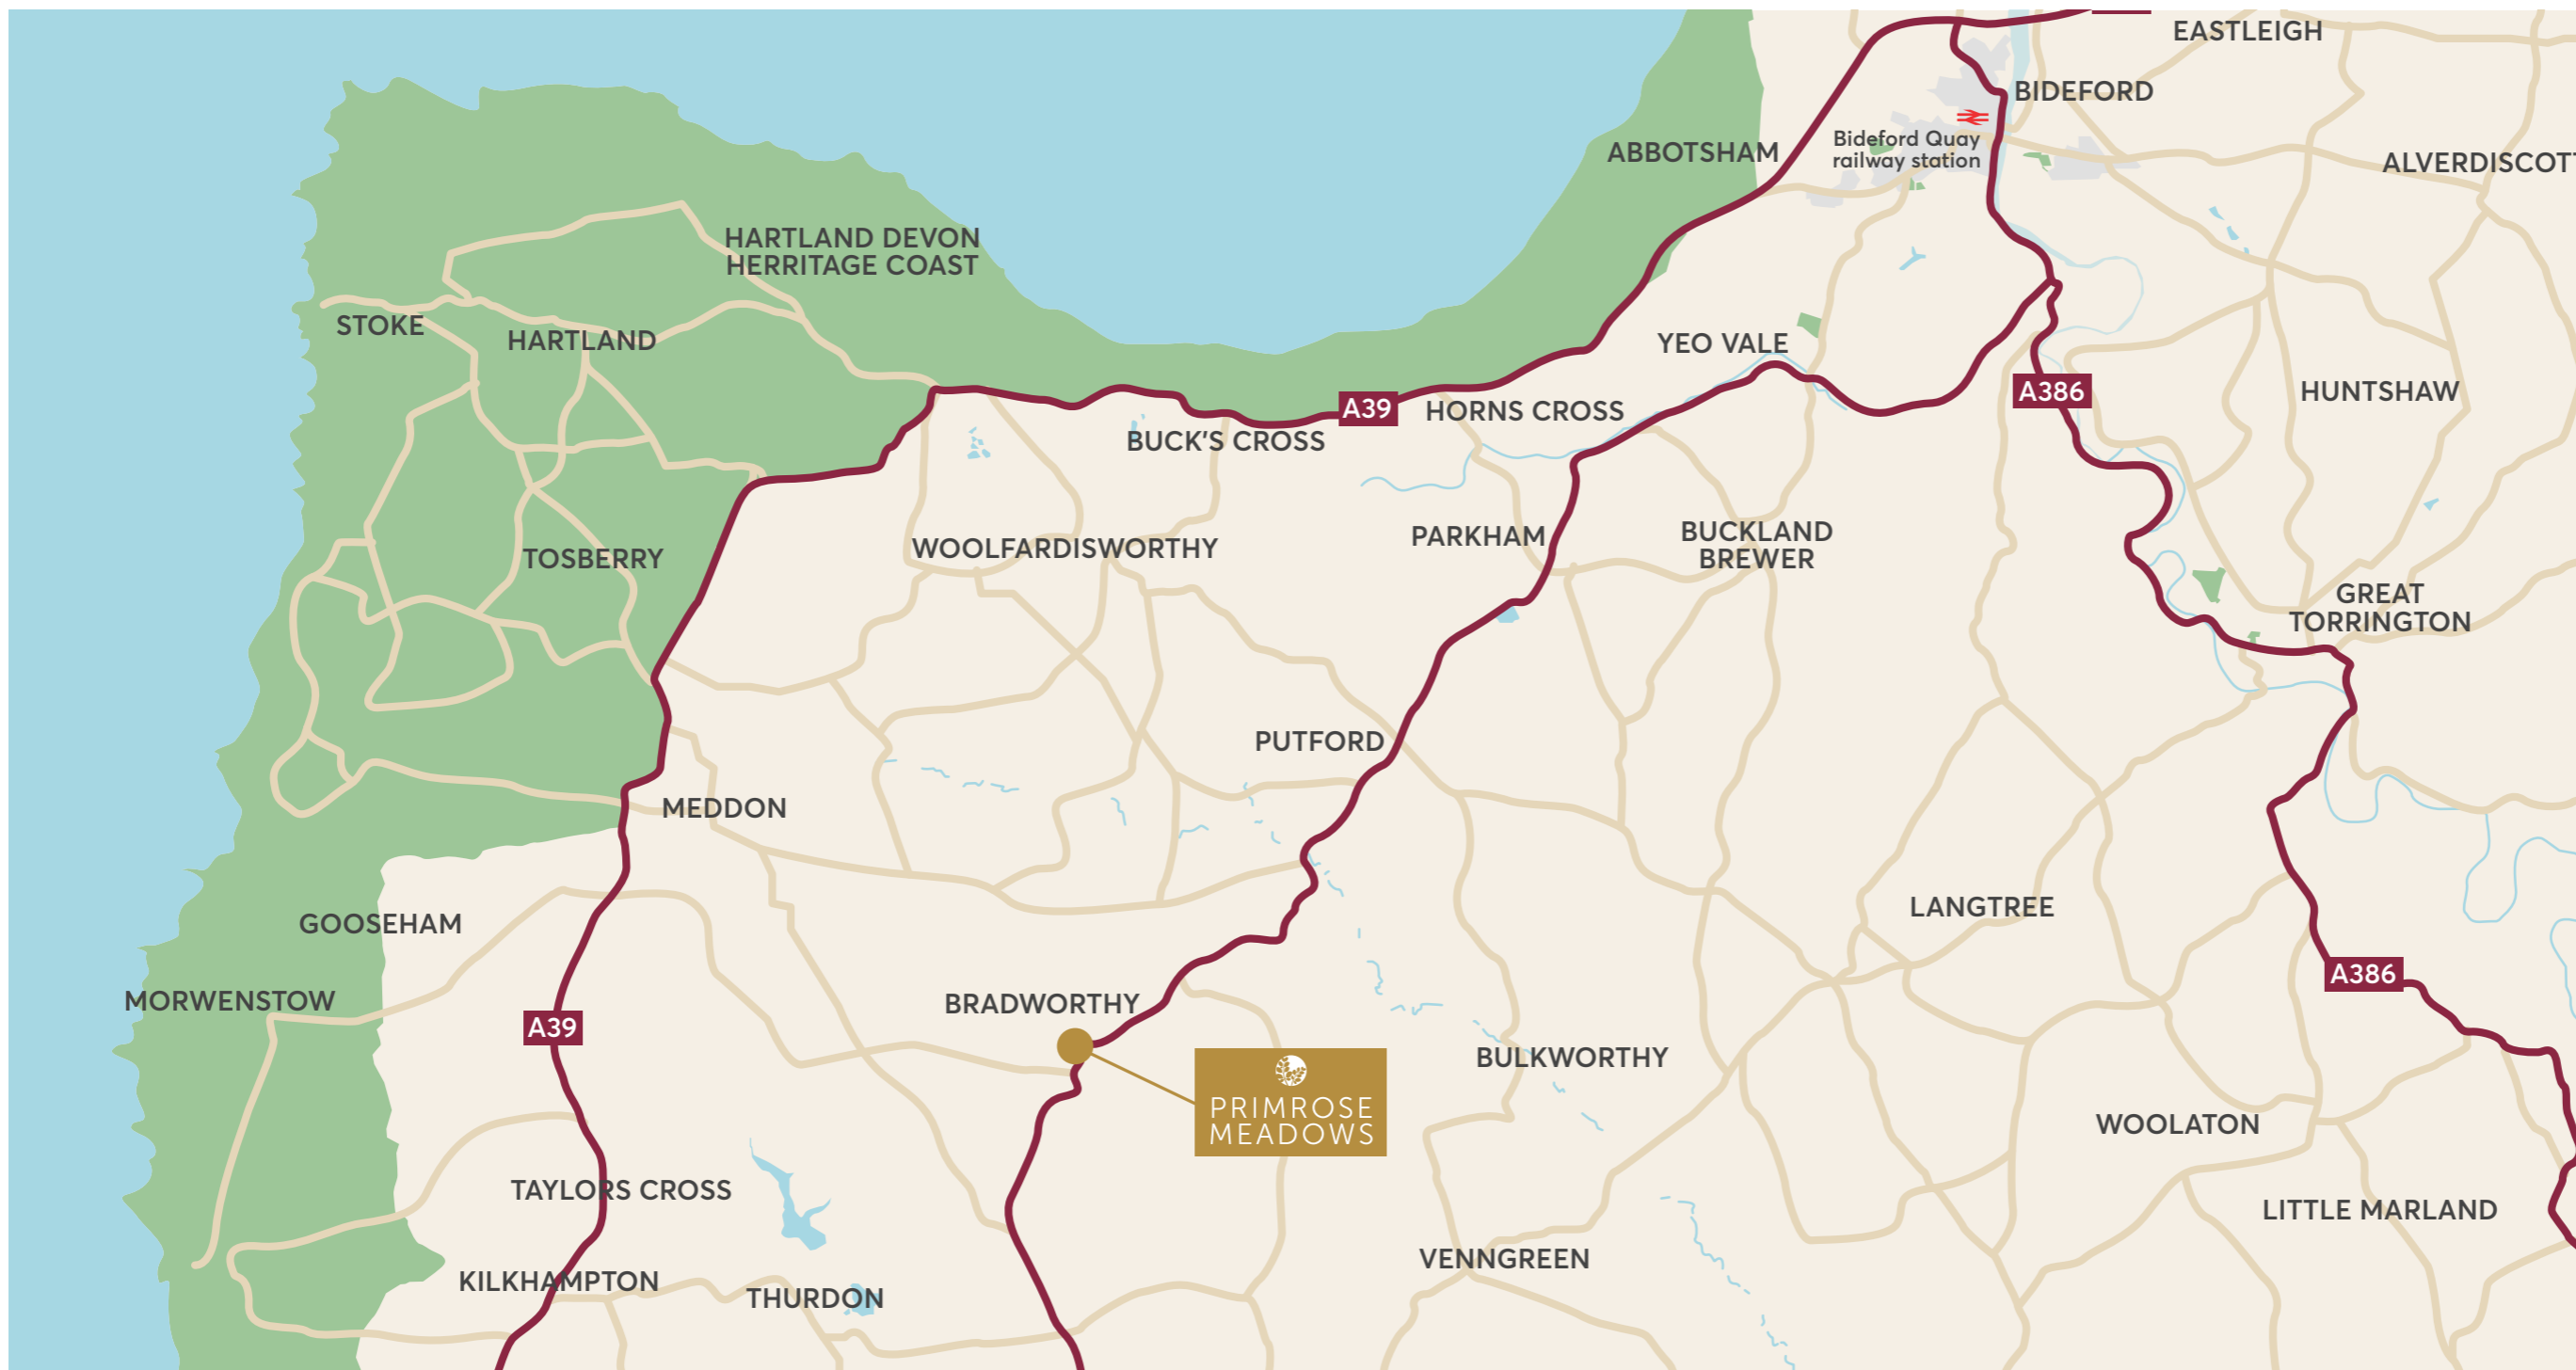 EASTLEIGH
BIDEFORD
Bideford Quay
railway station
ABBOTSHAM
ALVERDISCOTT
HARTLAND DEVON
HERRITAGE COAST
STOKE
HARTLAND
YEO VALE
A386
HUNTSHAW
A39
HORNS CROSS
BUCK'S CROSS
WOOLFARDISWORTHY
PARKHAM
BUCKLAND
BREWER
TOSBERRY
GREAT
TORRINGTON
PUTFORD
MEDDON
LANGTREE
GOOSEHAM
A386
MORWENSTOW
BRADWORTHY
A39
BULKWORTHY
PRIMROSE
MEADOWS
WOOLATON
TAYLORS CROSS
LITTLE MARLAND
VENNGREEN
KILKHAMPTON
THURDON